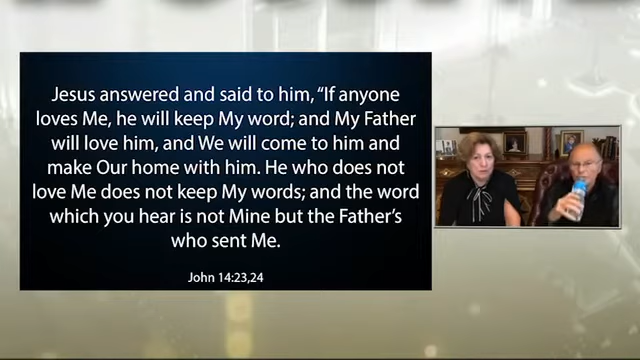 Jesus answered and said to him, “If anyone
loves Me, he will keep My word; and My Father
will love him, and We will come to him and
make Our home with him. He who does not
love Me does not keep My words; and the word
which you hear is not Mine but the Father’s
who sent Me.
John 14:23,24